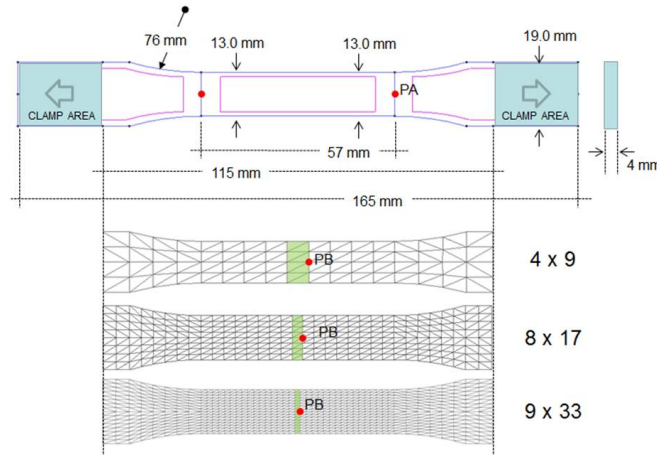 76 mm
13.0 mm
13.0 mm
19.0 mm
PA
CLAMP AREA
CLAMP AREA
57 mm
4 mm
115 mm
165 mm
PB
4 x 9
PB
8 x 17
PB
9 x 33